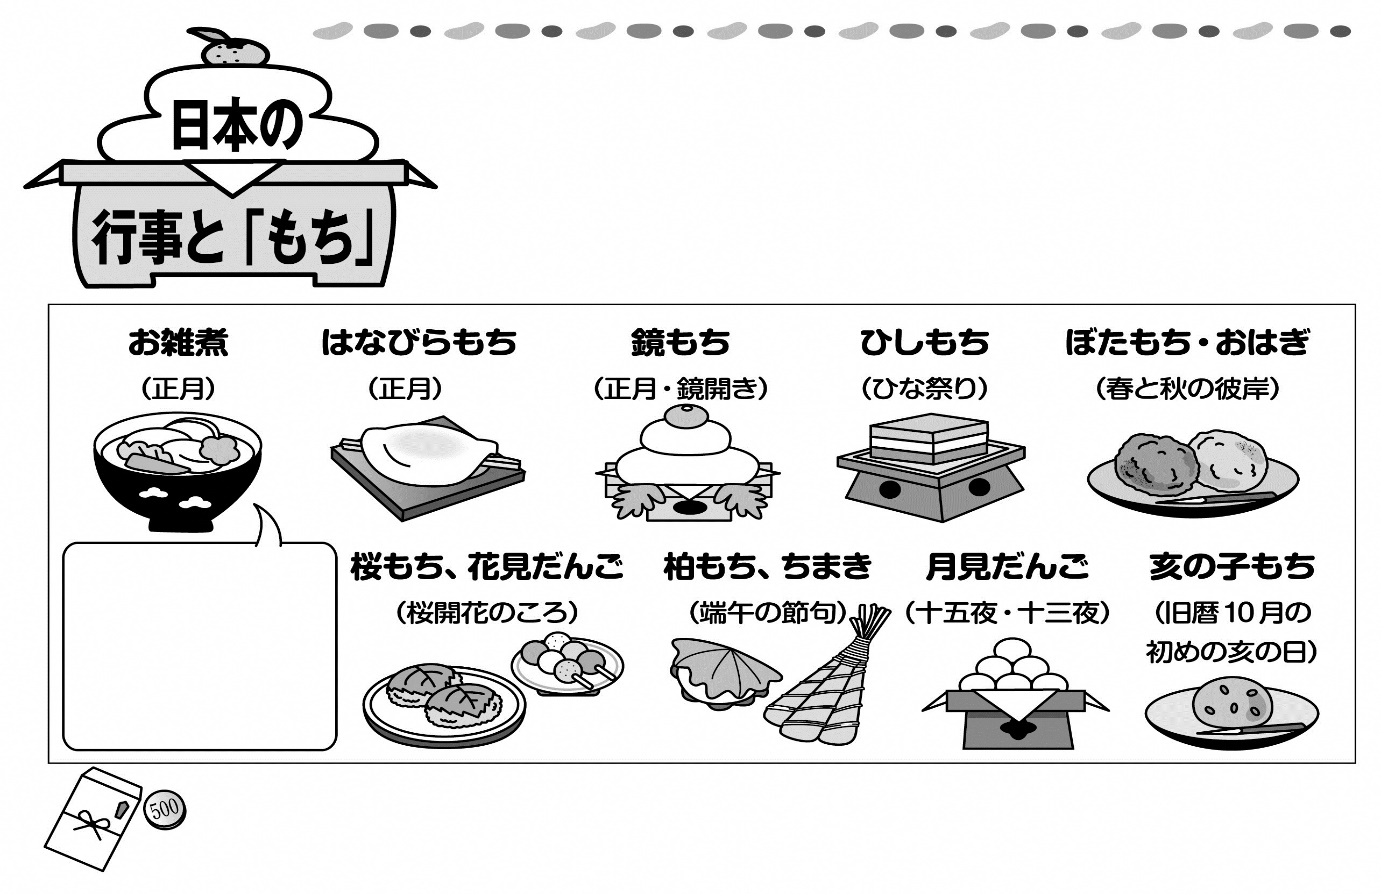 日本の
行事と「もち」
お雑煮
（正月）
はなびらもち
（正月）
鏡もち
（正月・鏡開き）
ひしもち
（ひな祭り）
ぼたもち・おはぎ
（春と秋の彼岸）
桜もち、花見だんご
（桜開花のころ）
柏もち、ちまき
（端午の節句）
月見だんご
（十五夜・十三夜）
亥の子もち
（旧暦10月の
初めの亥の日）
500